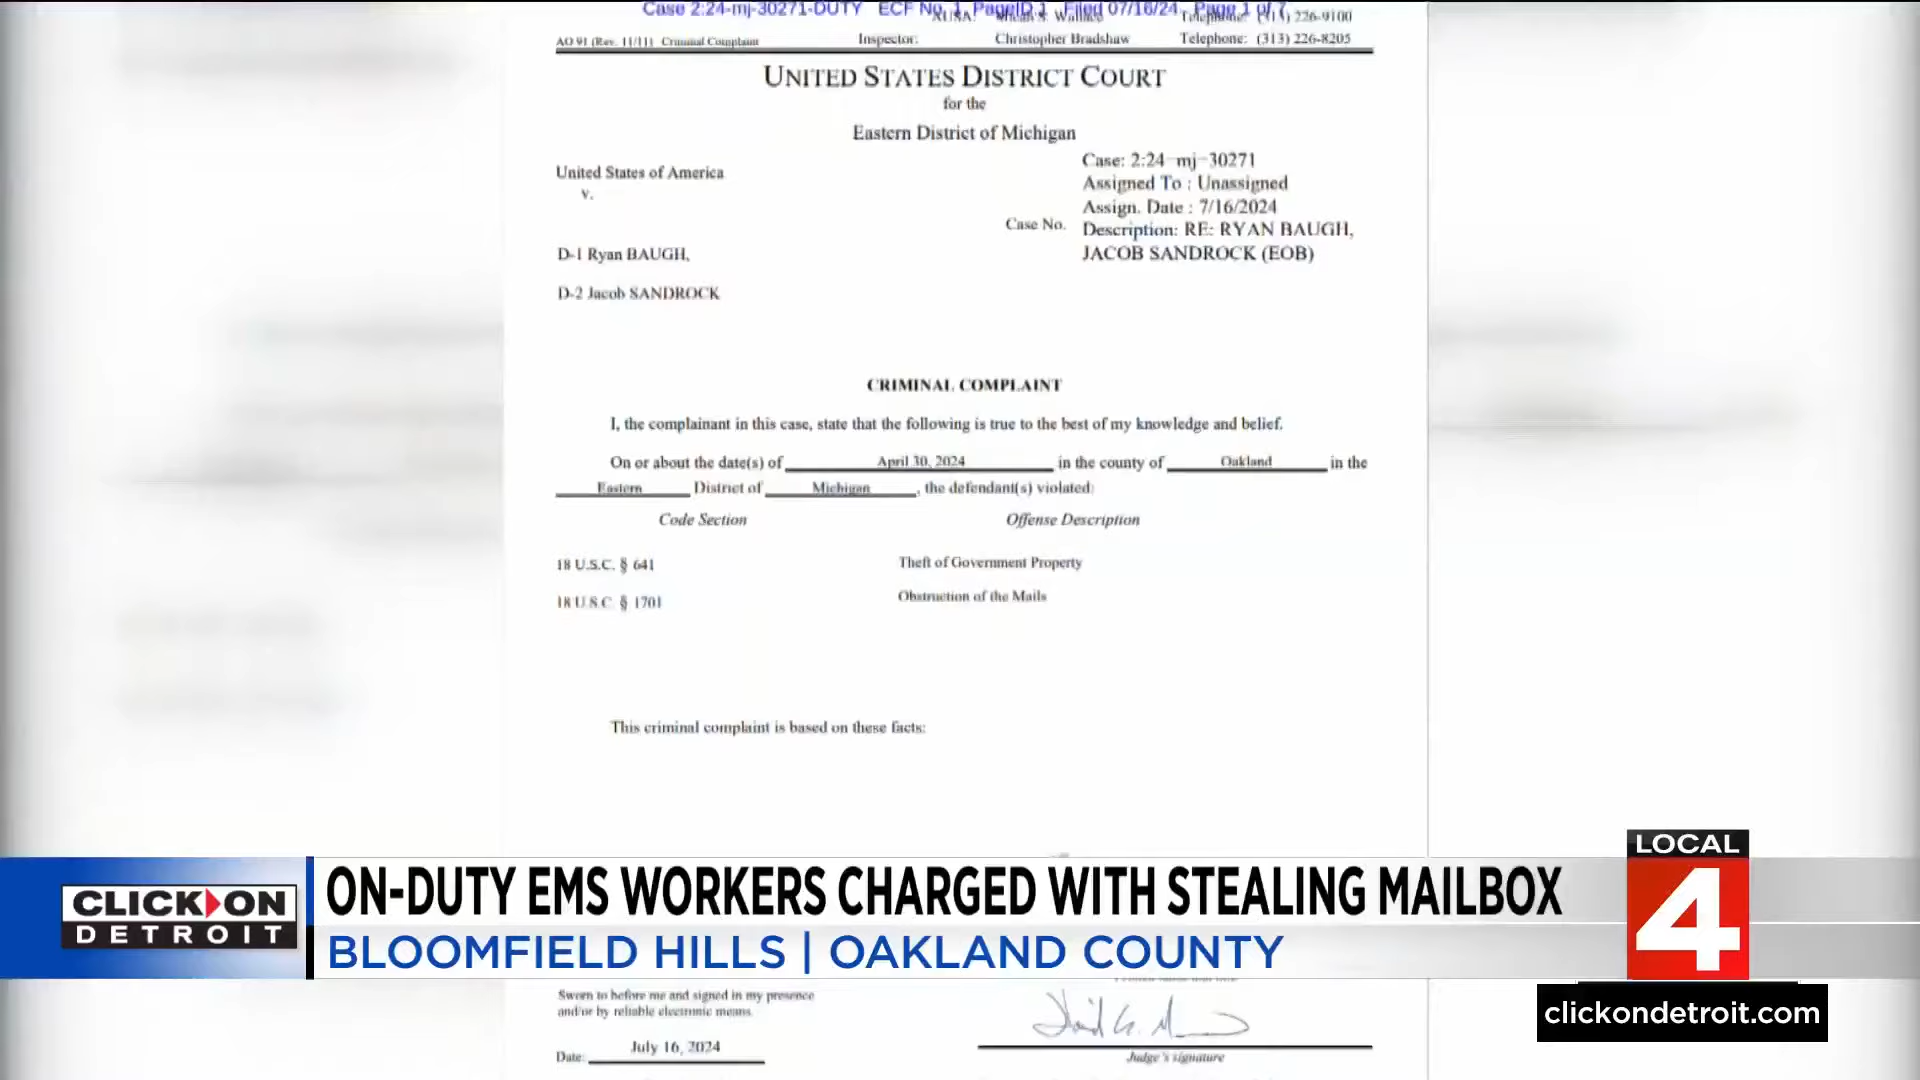 Case 2:24-mj-30271-DUTY ECF No. 1, PageID.1 Filed 07/16/24 Page 1 of 7
AUSA: Telephone: (313) 226-9100
AO 91 (Rev. 11/11) Criminal Complaint Inspector: Christopher Bradshaw Telephone: (313) 226-8205
UNITED STATES DISTRICT COURT
for the
Eastern District of Michigan
United States of America
v.
D-1 Ryan BAUGH,
D-2 Jacob SANDROCK
Case No.
Case: 2:24-mj-30271
Assigned To : Unassigned
Assign. Date : 7/16/2024
Description: RE: RYAN BAUGH,
JACOB SANDROCK (EOB)
CRIMINAL COMPLAINT
I, the complainant in this case, state that the following is true to the best of my knowledge and belief.
On or about the date(s) of April 30, 2024 in the county of Oakland in the
Eastern District of Michigan, the defendant(s) violated:
Code Section Offense Description
18 U.S.C. § 641 Theft of Government Property
18 U.S.C. § 1701 Obstruction of the Mails
This criminal complaint is based on these facts:
CLICK ON
DETROIT
ON-DUTY EMS WORKERS CHARGED WITH STEALING MAILBOX
BLOOMFIELD HILLS | OAKLAND COUNTY
LOCAL
4
clickondetroit.com
Sworn to before me and signed in my presence
and/or by reliable electronic means.
Date: July 16, 2024
Judge's signature